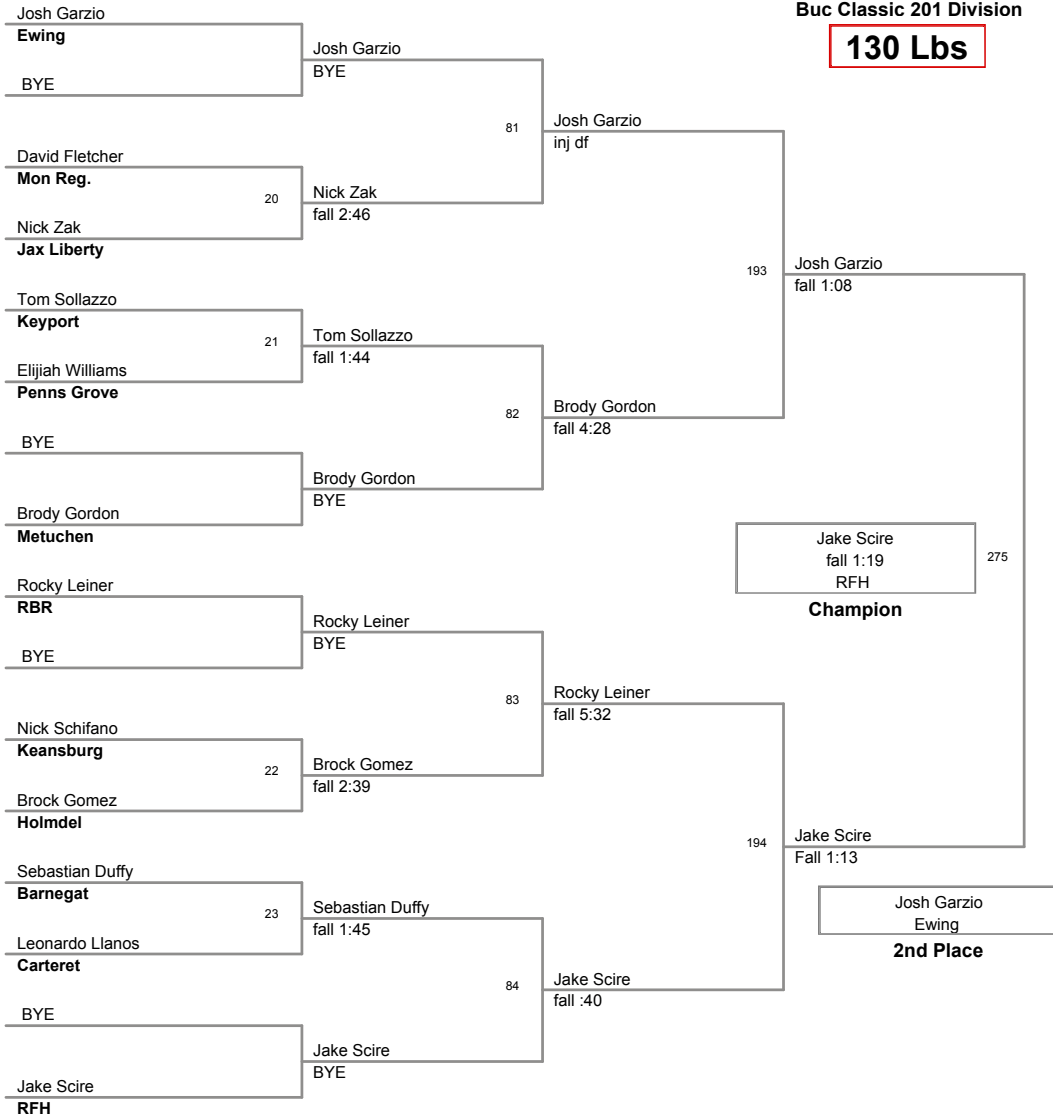 Buc Classic 201 Division
130 Lbs
Josh Garzio
Ewing
BYE
David Fletcher
Mon Reg.
20
Nick Zak
Jax Liberty
Tom Sollazzo
Keyport
21
Elijiah Williams
Penns Grove
BYE
Brody Gordon
Metuchen
Rocky Leiner
RBR
BYE
Nick Schifano
Keansburg
22
Brock Gomez
Holmdel
Sebastian Duffy
Barnegat
23
Leonardo Llanos
Carteret
BYE
Jake Scire
RFH
Josh Garzio
BYE
81
Nick Zak
fall 2:46
Tom Sollazzo
fall 1:44
82
Brody Gordon
BYE
Rocky Leiner
BYE
83
Brock Gomez
fall 2:39
Sebastian Duffy
fall 1:45
84
Jake Scire
BYE
Josh Garzio
inj df
193
Brody Gordon
fall 4:28
Rocky Leiner
fall 5:32
194
Jake Scire
fall :40
Josh Garzio
fall 1:08
Jake Scire
fall 1:19
RFH
275
Champion
Jake Scire
Fall 1:13
Josh Garzio
Ewing
2nd Place